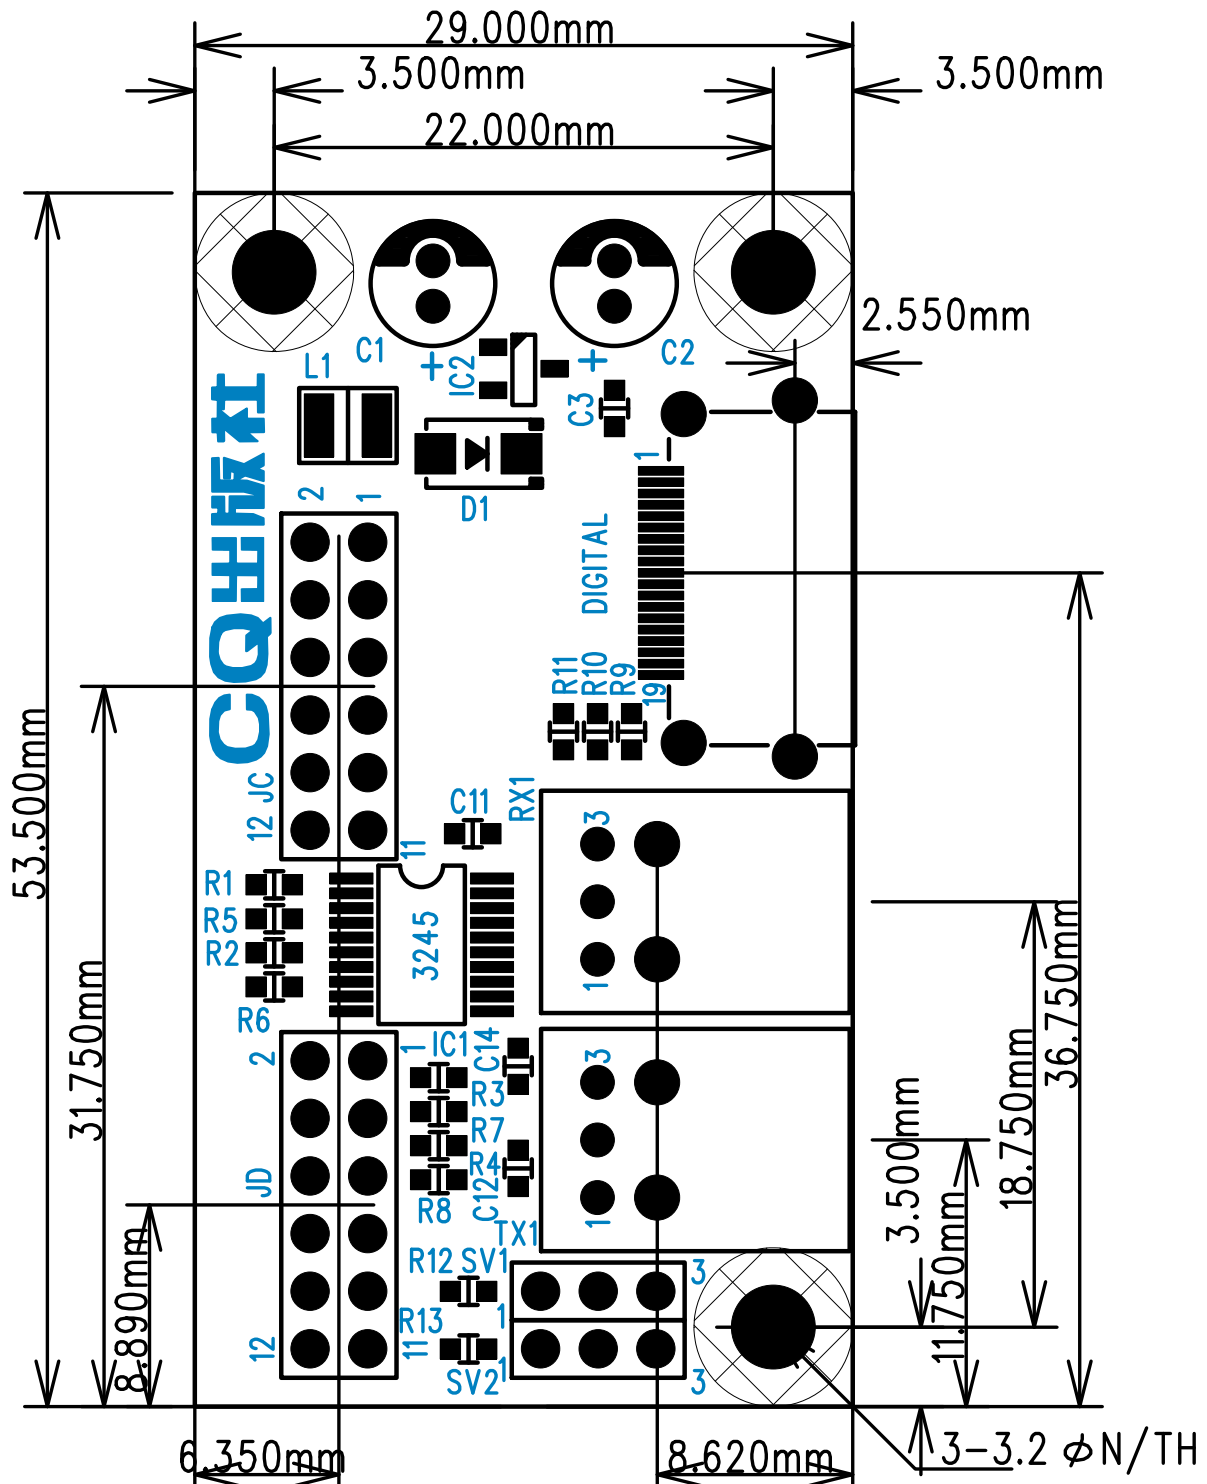 29.000mm
3.500mm
3.500mm
22.000mm
2.550mm
L1
C1
+
IC2
+
C2
C3
1
D1
2
1
CQ出版社
DIGITAL
R11
R10
R9
19
53.500mm
JC
12
11
C11
RX1
3
1
R1
R5
R2
R6
3245
IC1
C14
2
1
R3
R7
R4
R8
C12
3
1
TX1
JD
31.750mm
36.750mm
18.750mm
3.500mm
11.750mm
8.890mm
R12
SV1
3
1
R13
12
11
SV2
1
3
6.350mm
8.620mm
3-3.2 φN/TH